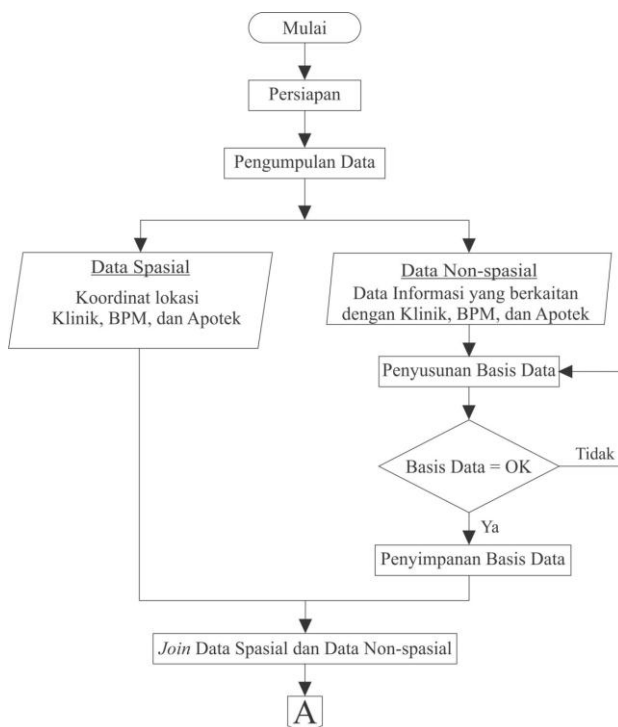 Mulai
Persiapan
Pengumpulan Data
Data Spasial
Koordinat lokasi
Klinik, BPM, dan Apotek
Data Non-spasial
Data Informasi yang berkaitan
dengan Klinik, BPM, dan Apotek
Penyusunan Basis Data
Basis Data = OK
Tidak
Ya
Penyimpanan Basis Data
Join Data Spasial dan Data Non-spasial
A